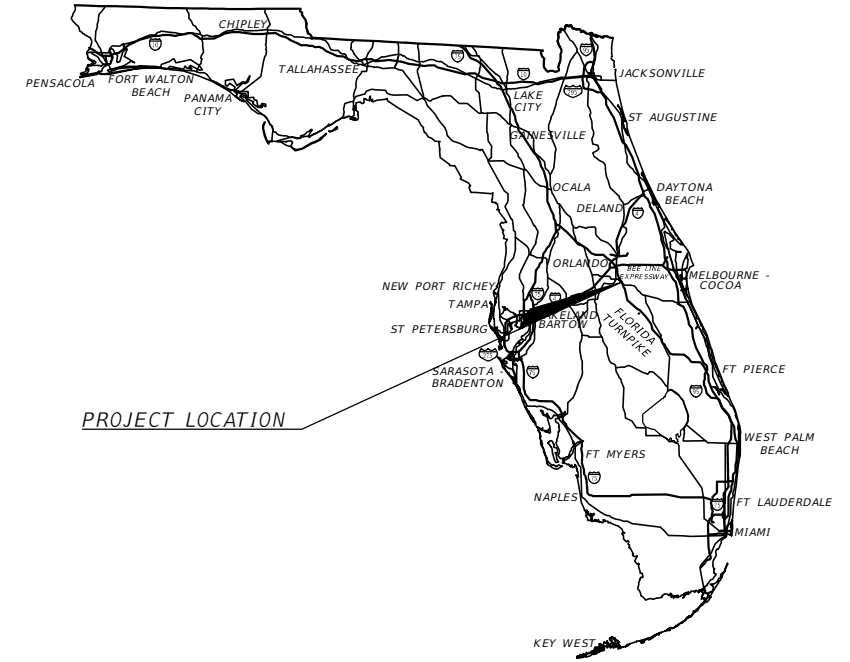 CHIPLEY
PENSACOLA
FORT WALTON
BEACH
PANAMA
CITY
TALLAHASSEE
JACKSONVILLE
LAKE
CITY
ST AUGUSTINE
GAINESVILLE
OCALA
DAYTONA
BEACH
DELAND
ORLANDO
BEE LINE
EXPRESSWAY
MELBOURNE -
COCOA
NEW PORT RICHEY
TAMPA
LAKELAND
BARTOW
ST PETERSBURG
FLORIDA
TURNPIKE
SARASOTA -
BRADENTON
FT PIERCE
PROJECT LOCATION
WEST PALM
BEACH
FT MYERS
NAPLES
FT LAUDERDALE
MIAMI
KEY WEST